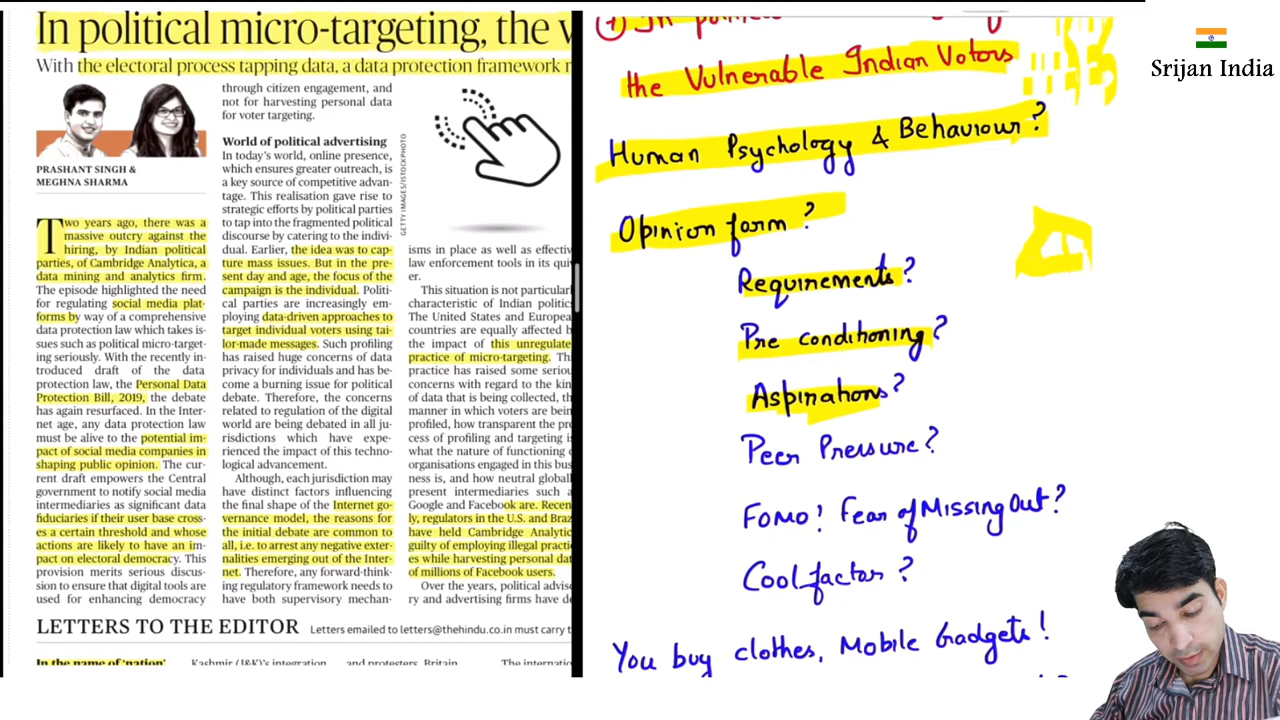 In political micro-targeting, the v
With the electoral process tapping data, a data protection framework
PRASHANT SINGH &
MEGHNA SHARMA
Two years ago, there was a
massive outcry against the
hiring, by Indian political
parties, of Cambridge Analytica, a
data mining and analytics firm.
The episode highlighted the need
for regulating social media plat-
forms by way of a comprehensive
data protection law which takes is-
sues such as political micro-target-
ing seriously. With the recently in-
troduced draft of the data
protection law, the Personal Data
Protection Bill, 2019, the debate
has again resurfaced. In the Inter-
net age, any data protection law
must be alive to the potential im-
pact of social media companies in
shaping public opinion. The cur-
rent draft empowers the Central
government to notify social media
intermediaries as significant data
fiduciaries if their user base cross-
es a certain threshold and whose
actions are likely to have an im-
pact on electoral democracy. This
provision merits serious discus-
sion to ensure that digital tools are
used for enhancing democracy
through citizen engagement, and
not for harvesting personal data
for voter targeting.
World of political advertising
In today's world, online presence,
which ensures greater outreach, is
a key source of competitive advan-
tage. This realisation gave rise to
strategic efforts by political parties
to tap into the fragmented political
discourse by catering to the indivi-
dual. Earlier, the idea was to cap-
ture mass issues. But in the pre-
sent day and age, the focus of the
campaign is the individual. Politi-
cal parties are increasingly em-
ploying data-driven approaches to
target individual voters using tai-
lor-made messages. Such profiling
has raised huge concerns of data
privacy for individuals and has be-
come a burning issue for political
debate. Therefore, the concerns
related to regulation of the digital
world are being debated in all ju-
risdictions which have expe-
rienced the impact of this techno-
logical advancement.
Although, each jurisdiction may
have distinct factors influencing
the final shape of the Internet go-
vernance model, the reasons for
the initial debate are common to
all, i.e. to arrest any negative exter-
nalities emerging out of the Inter-
net. Therefore, any forward-think-
ing regulatory framework needs to
have both supervisory mechan-
GETTY IMAGES/ISTOCKPHOTO
isms in place as well as effectiv
law enforcement tools in its quiv
er.
This situation is not particular
characteristic of Indian politics
The United States and European
countries are equally affected b
the impact of this unregulate
practice of micro-targeting. Thi
practice has raised some seriou
concerns with regard to the kin
of data that is being collected, th
manner in which voters are bein
profiled, how transparent the pro
cess of profiling and targeting is
what the nature of functioning o
organisations engaged in this bus
ness is, and how neutral global
present intermediaries such a
Google and Facebook are. Recen
ly, regulators in the U.S. and Braz
have held Cambridge Analytic
guilty of employing illegal practi
es while harvesting personal dat
of millions of Facebook users.
Over the years, political adviso
ry and advertising firms have de
LETTERS TO THE EDITOR Letters emailed to letters@thehindu.co.in must carry t
In the name of 'nation' Kashmir (J&K's integration and protesters. Britain The internatio
the Vulnerable Indian Votors
Human Psychology & Behaviour?
Opinion form?
Requirements?
Pre conditioning?
Aspirations?
Peer Pressure?
FOMO! Fear of Missing Out?
Cool factor?
You buy clothes, Mobile Gadgets!
Srijan India